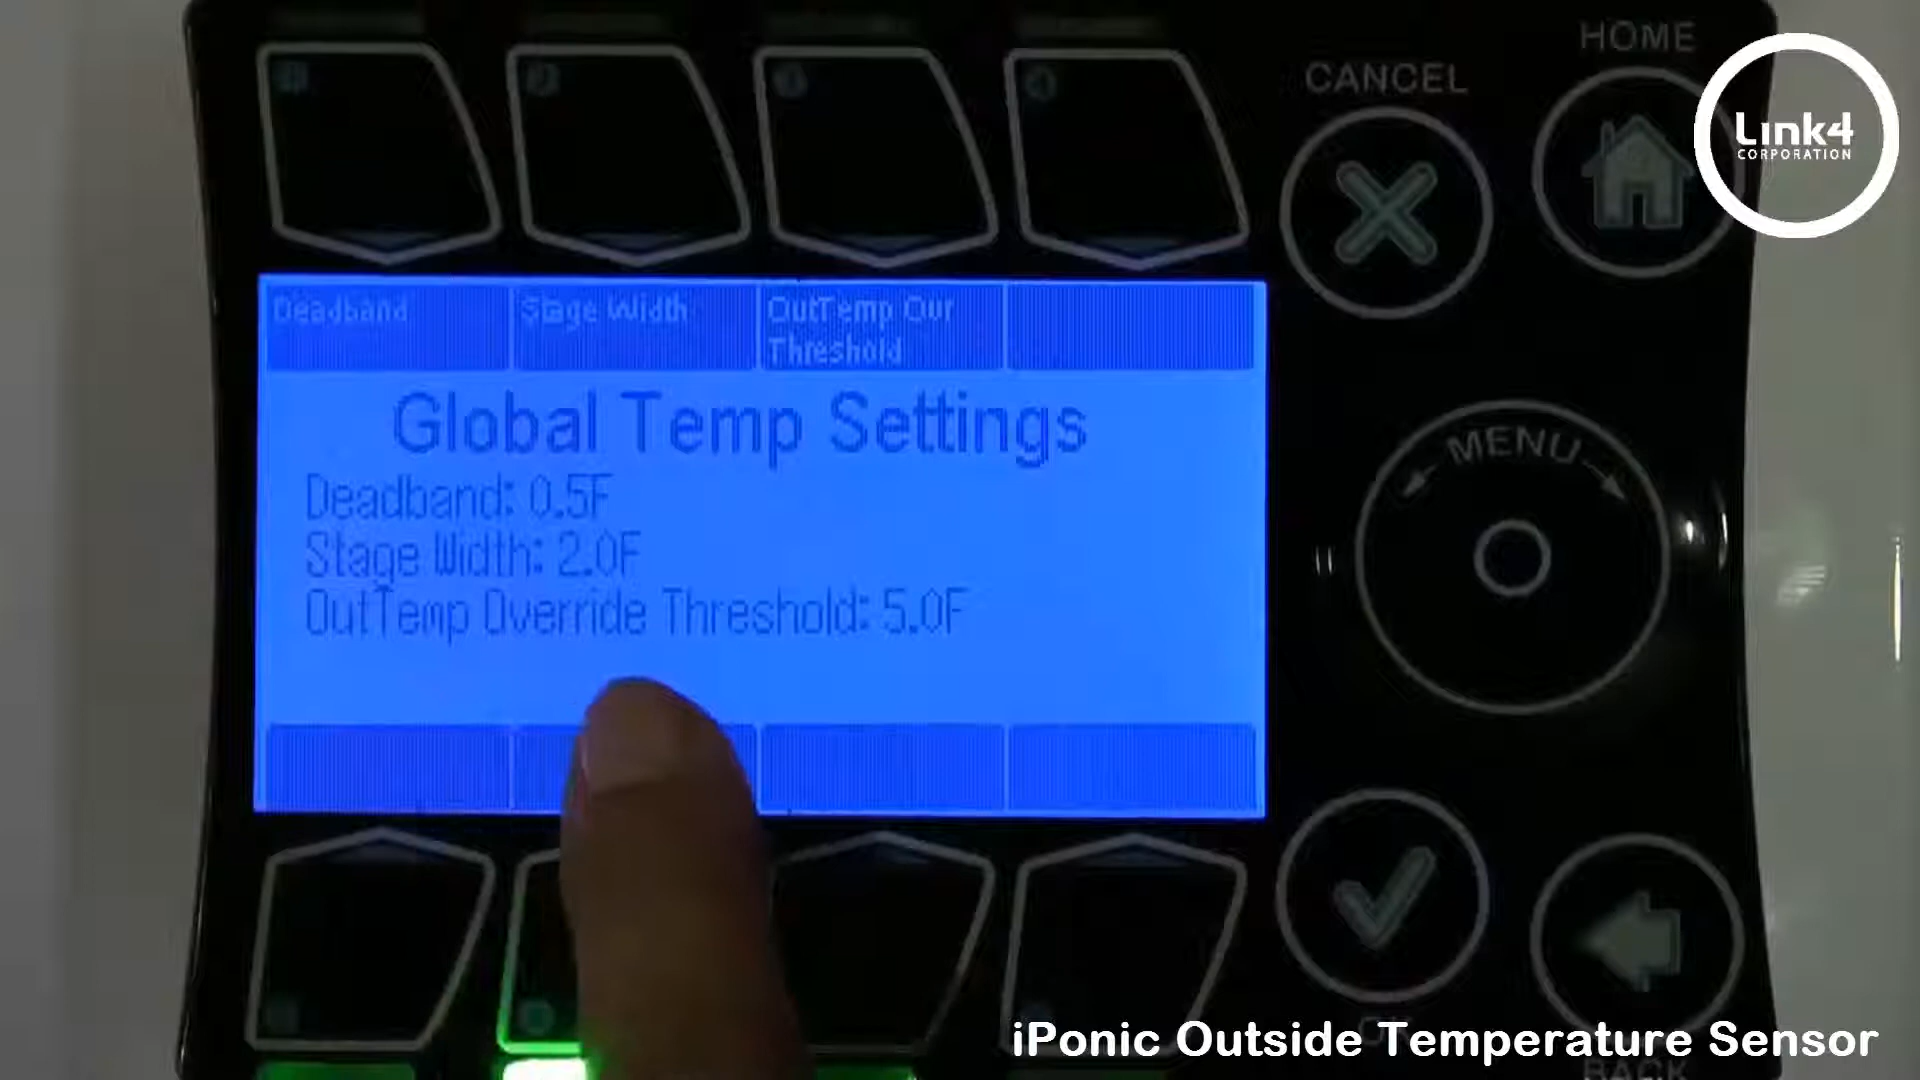 HOME
CANCEL
Link4
CORPORATION
Deadband
Stage Width
OutTemp Ovr
Threshold
MENU
Global Temp Settings
Deadband: 0.5F
Stage Width: 2.0F
OutTemp Override Threshold: 5.0F
iPonic Outside Temperature Sensor
BACK